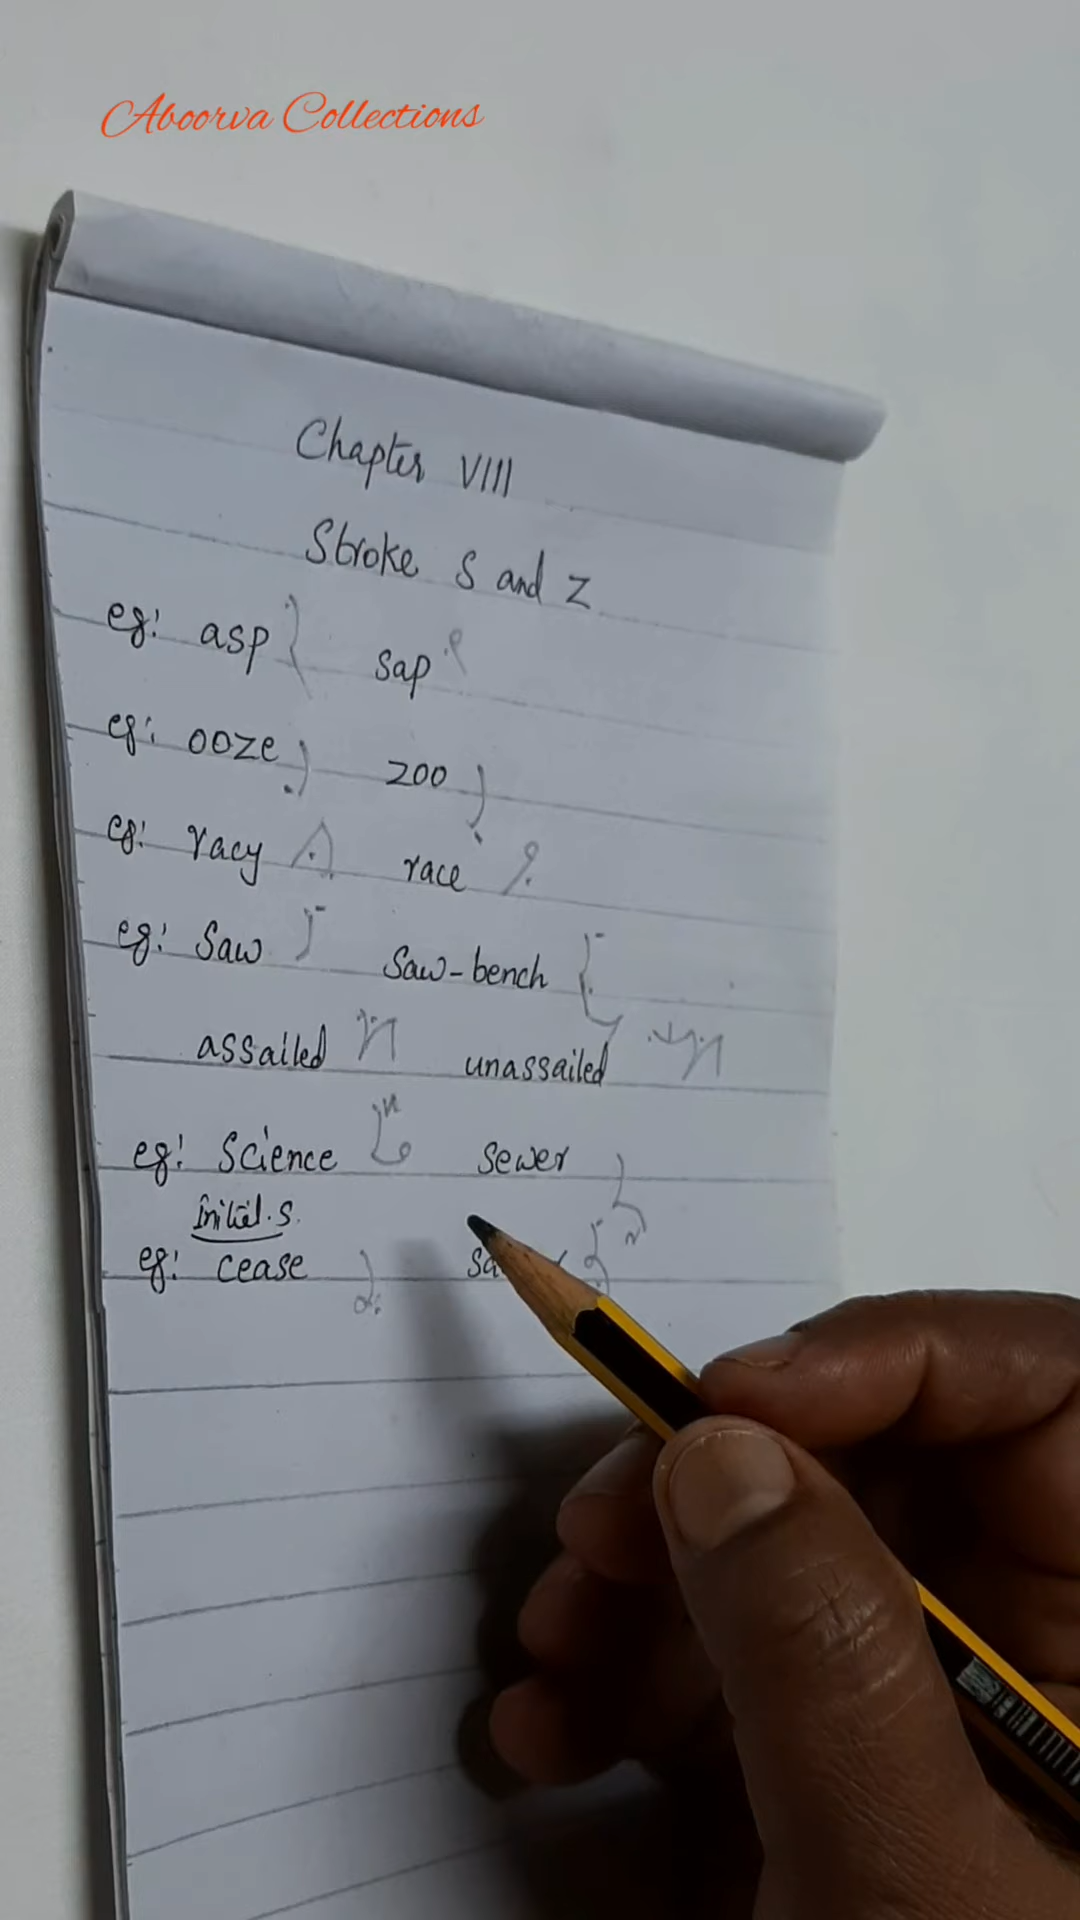 Aboorva Collections
Chapter VIII
Stroke S and Z
eg: asp sap
eg: ooze zoo
eg: racy race
eg: Saw Saw-bench
assailed unassailed
eg: Science Sewer
Initial.S.
eg: cease